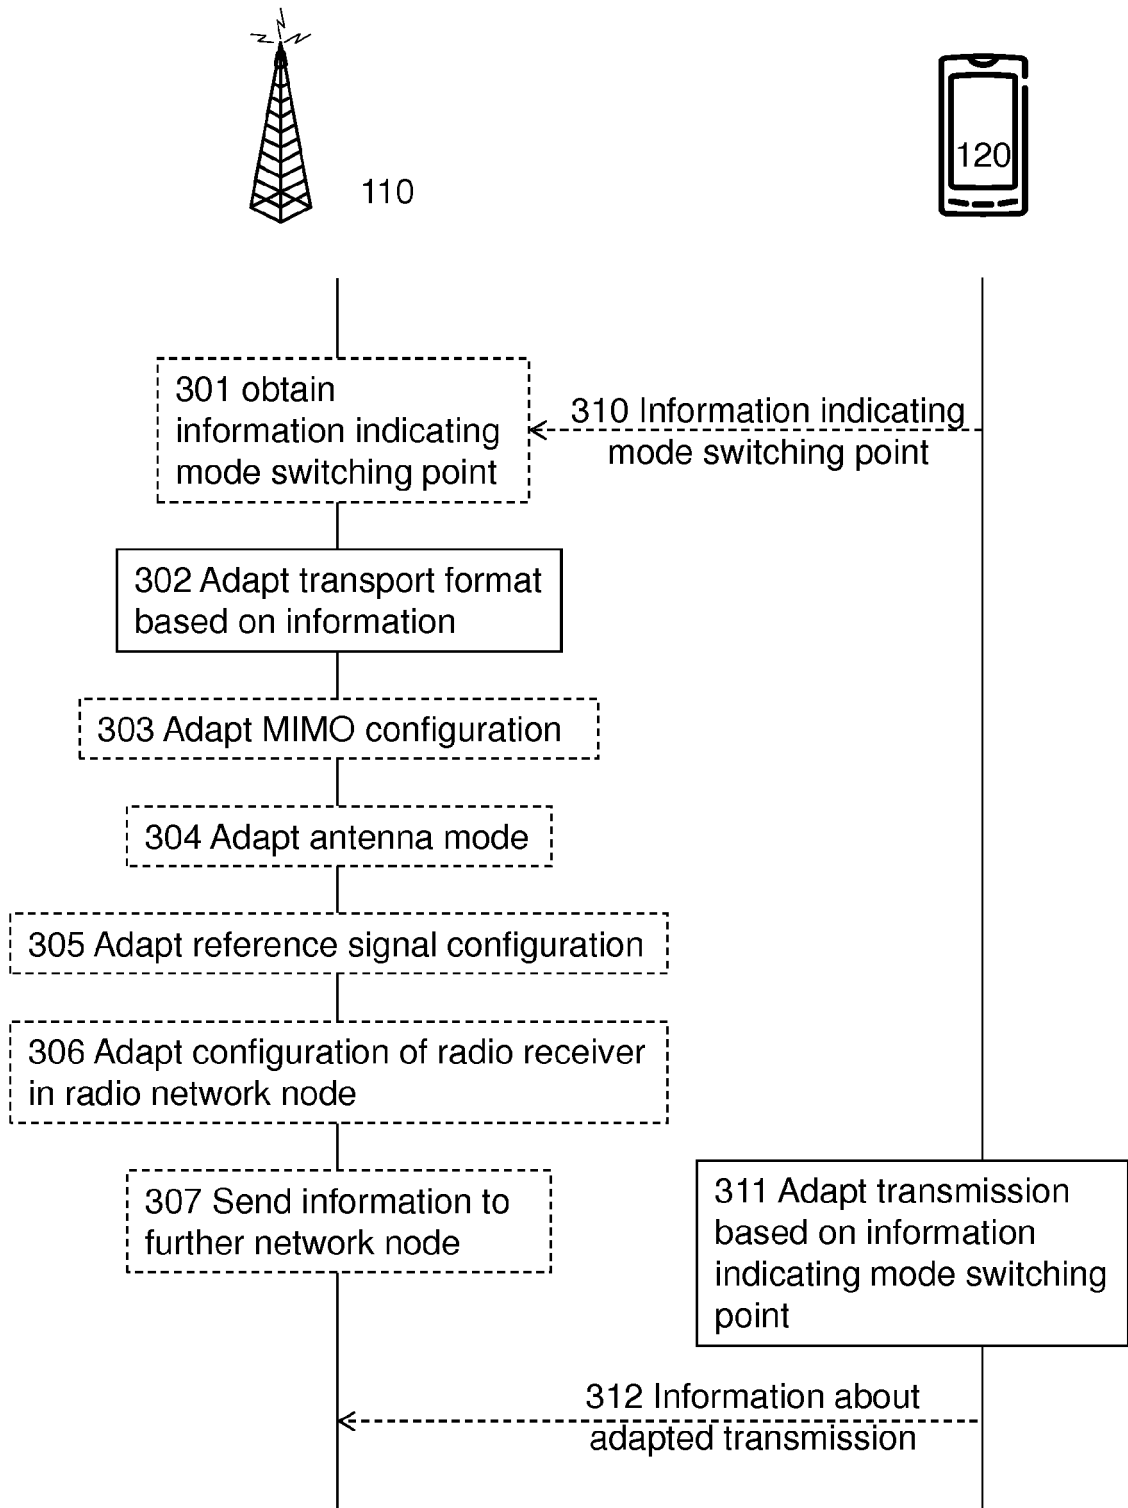 110
120
301 obtain
information indicating
mode switching point
310 Information indicating
mode switching point
302 Adapt transport format
based on information
303 Adapt MIMO configuration
304 Adapt antenna mode
305 Adapt reference signal configuration
306 Adapt configuration of radio receiver
in radio network node
307 Send information to
further network node
311 Adapt transmission
based on information
indicating mode switching
point
312 Information about
adapted transmission